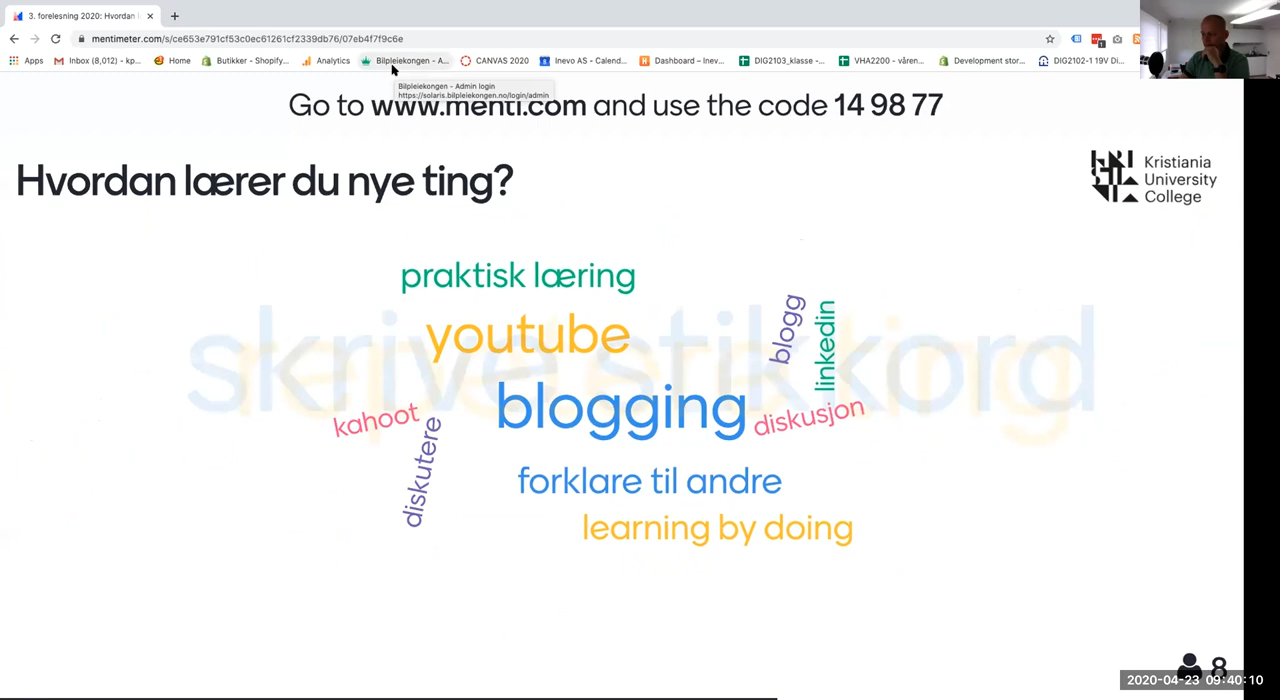 3. forelesning 2020: Hvordan l
mentimeter.com/s/ce653e791cf53c0ec61261cf2339db76/07eb4f7f9c6e
Apps Inbox (8,012) - kp... Home Butikker - Shopify... Analytics Bilpleiekongen - A... CANVAS 2020 Inevo AS - Calend... Dashboard – Inev... DIG2103_klasse -... VHA2200 - våren... Development stor... DIG2102-1 19V Di...
Bilpleiekongen - Admin login
https://solaris.bilpleiekongen.no/login/admin
Go to www.menti.com and use the code 14 98 77
Hvordan lærer du nye ting?
Kristiania
University
College
praktisk læring
youtube
blogg
linkedin
skrive stikkord
blogging
kahoot
diskusjon
diskutere
forklare til andre
learning by doing
8
2020-04-23 09:40:10